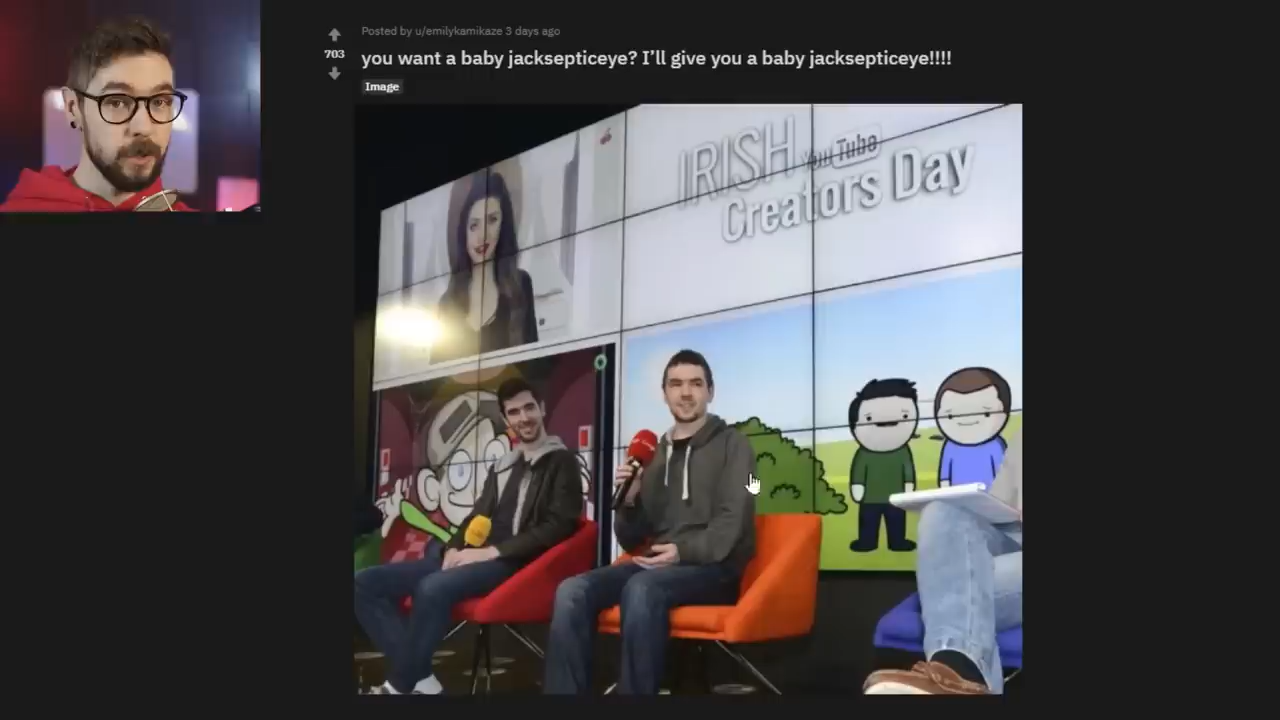 Posted by u/emilykamikaze 3 days ago
703
you want a baby jacksepticeye? I'll give you a baby jacksepticeye!!!!
Image
IRISH YouTube
Creators Day